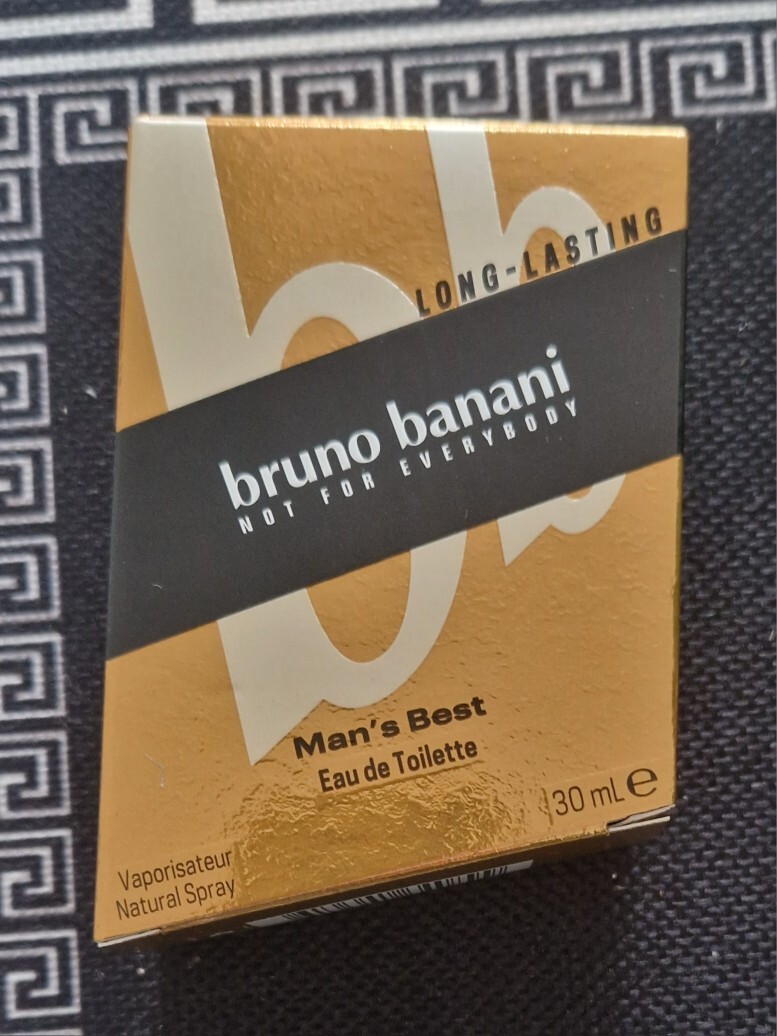 LONG-LASTING
bruno banani
NOT FOR EVERYBODY
Man's Best
Eau de Toilette
30 mL ℮
Vaporisateur
Natural Spray